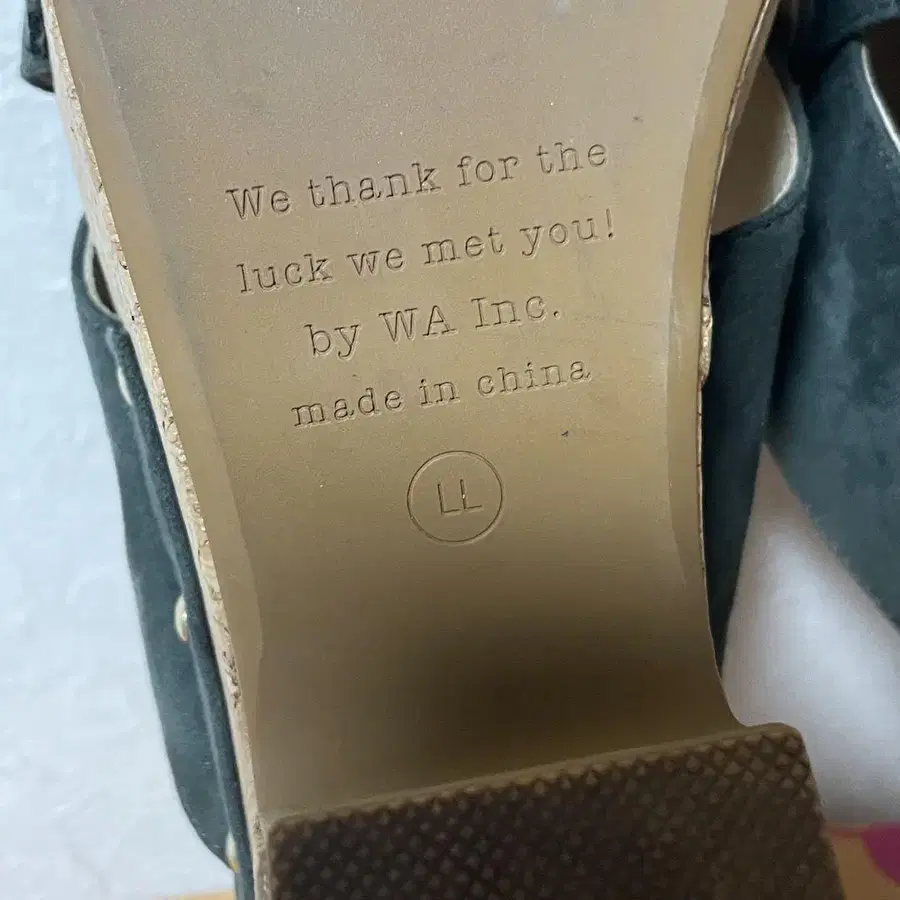 We thank for the
luck we met you!
by WA Inc.
made in china
LL